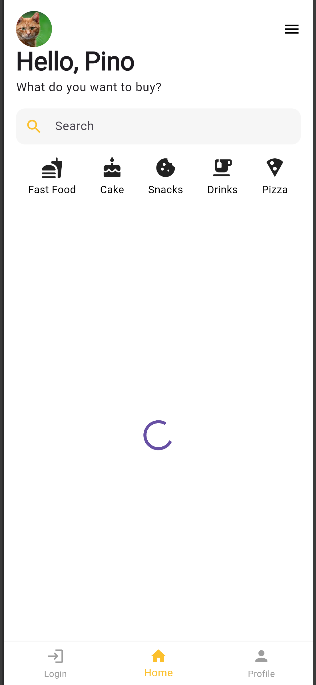 Hello, Pino
What do you want to buy?
Search
Fast Food Cake Snacks Drinks Pizza
Login Home Profile